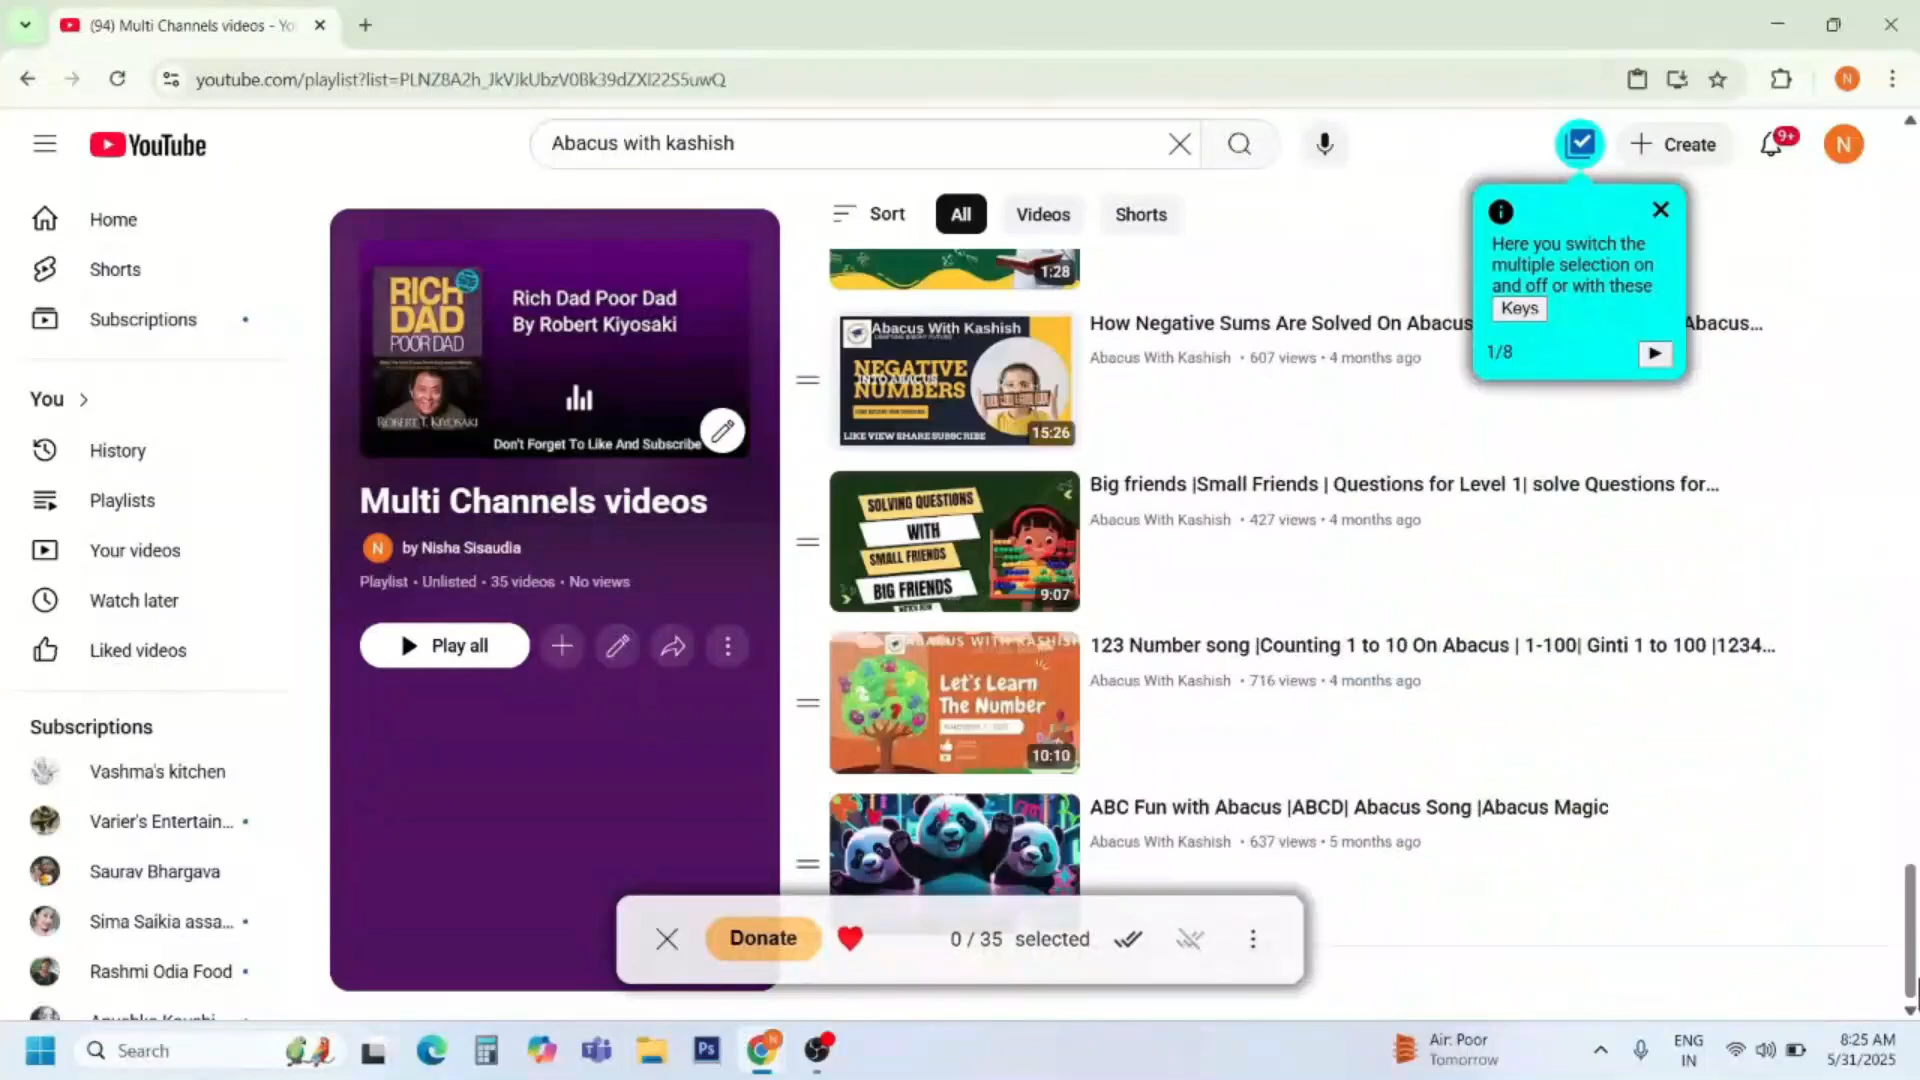 (94) Multi Channels videos - Yo
youtube.com/playlist?list=PLNZ8A2h_JkVJkUbzV0Bk39dZXI22S5uwQ
N
YouTube
Abacus with kashish
Create
9+
N
Home
Shorts
Subscriptions
You
History
Playlists
Your videos
Watch later
Liked videos
Subscriptions
Vashma's kitchen
Varier's Entertain...
Saurav Bhargava
Sima Saikia assa...
Rashmi Odia Food
RICH
DAD
POOR DAD
ROBERT T. KIYOSAKI
Rich Dad Poor Dad
By Robert Kiyosaki
Don't Forget To Like And Subscribe
Multi Channels videos
N by Nisha Sisaudia
Playlist • Unlisted • 35 videos • No views
Play all
Sort
All
Videos
Shorts
1:28
Abacus With Kashish
NEGATIVE
INTO ABACUS
NUMBERS
LIKE VIEW SHARE SUBSCRIBE
15:26
How Negative Sums Are Solved On Abacus
Abacus...
Abacus With Kashish • 607 views • 4 months ago
SOLVING QUESTIONS
WITH
SMALL FRIENDS
BIG FRIENDS
9:07
Big friends |Small Friends | Questions for Level 1| solve Questions for...
Abacus With Kashish • 427 views • 4 months ago
ABACUS WITH KASHISH
Let's Learn
The Number
10:10
123 Number song |Counting 1 to 10 On Abacus | 1-100| Ginti 1 to 100 |1234...
Abacus With Kashish • 716 views • 4 months ago
ABC Fun with Abacus |ABCD| Abacus Song |Abacus Magic
Abacus With Kashish • 637 views • 5 months ago
Here you switch the
multiple selection on
and off or with these
Keys
1/8
Donate
0 / 35 selected
Search
Ps
N
Air: Poor
Tomorrow
ENG
IN
8:25 AM
5/31/2025